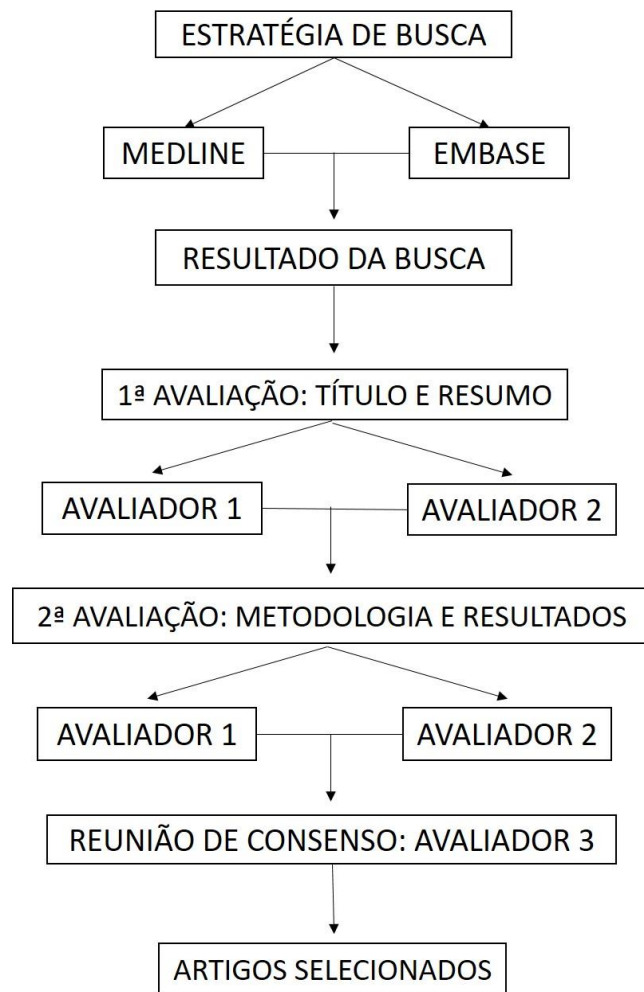 ESTRATÉGIA DE BUSCA
MEDLINE
EMBASE
RESULTADO DA BUSCA
1ª AVALIAÇÃO: TÍTULO E RESUMO
AVALIADOR 1
AVALIADOR 2
2ª AVALIAÇÃO: METODOLOGIA E RESULTADOS
AVALIADOR 1
AVALIADOR 2
REUNIÃO DE CONSENSO: AVALIADOR 3
ARTIGOS SELECIONADOS